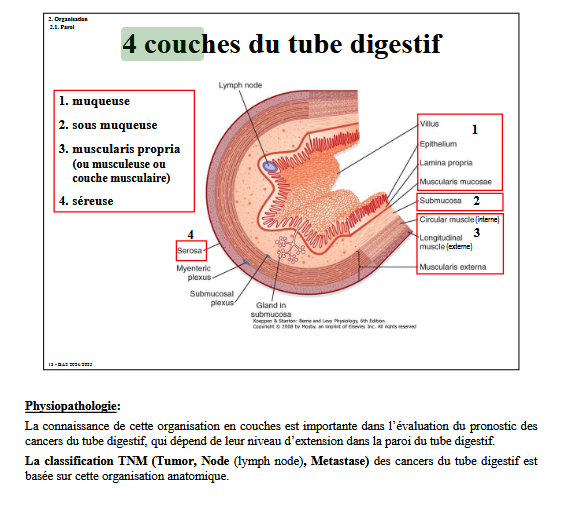 2. Organisation
2.1. Paroi
4 couches du tube digestif
1. muqueuse
2. sous muqueuse
3. muscularis propria
(ou musculeuse ou
couche musculaire)
4. séreuse
Lymph node
Villus
1
Epithelium
Lamina propria
Muscularis mucosae
Submucosa 2
Circular muscle (interne)
Longitudinal 3
muscle (externe)
Muscularis externa
4
Serosa
Myenteric
plexus
Submucosal
plexus
Gland in
submucosa
Koeppen & Stanton: Berne and Levy Physiology, 6th Edition.
Copyright © 2008 by Mosby, an imprint of Elsevier, Inc. All rights reserved
Physiopathologie:
La connaissance de cette organisation en couches est importante dans l'évaluation du pronostic des
cancers du tube digestif, qui dépend de leur niveau d'extension dans la paroi du tube digestif.
La classification TNM (Tumor, Node (lymph node), Metastase) des cancers du tube digestif est
basée sur cette organisation anatomique.